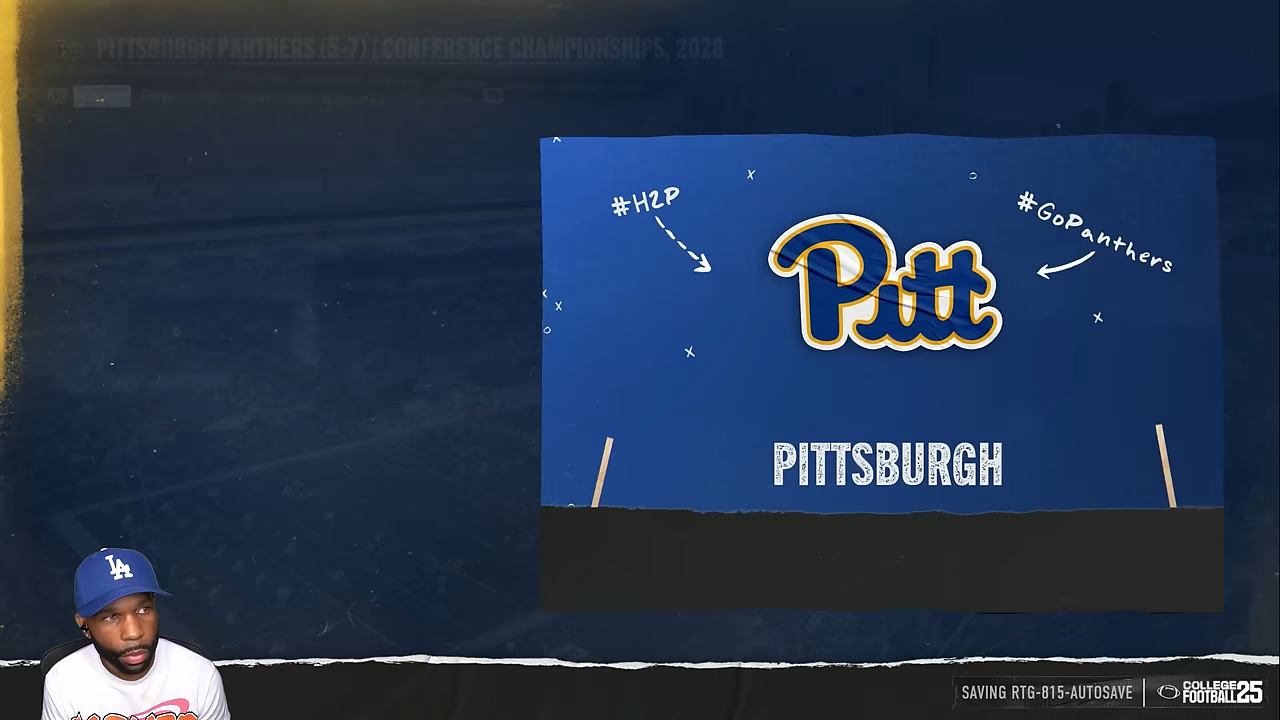 PITTSBURGH PANTHERS (5-7) | CONFERENCE CHAMPIONSHIPS, 2028
#H2P
#GoPanthers
Pitt
PITTSBURGH
LA
SAVING RTG-815-AUTOSAVE
COLLEGE
FOOTBALL 25